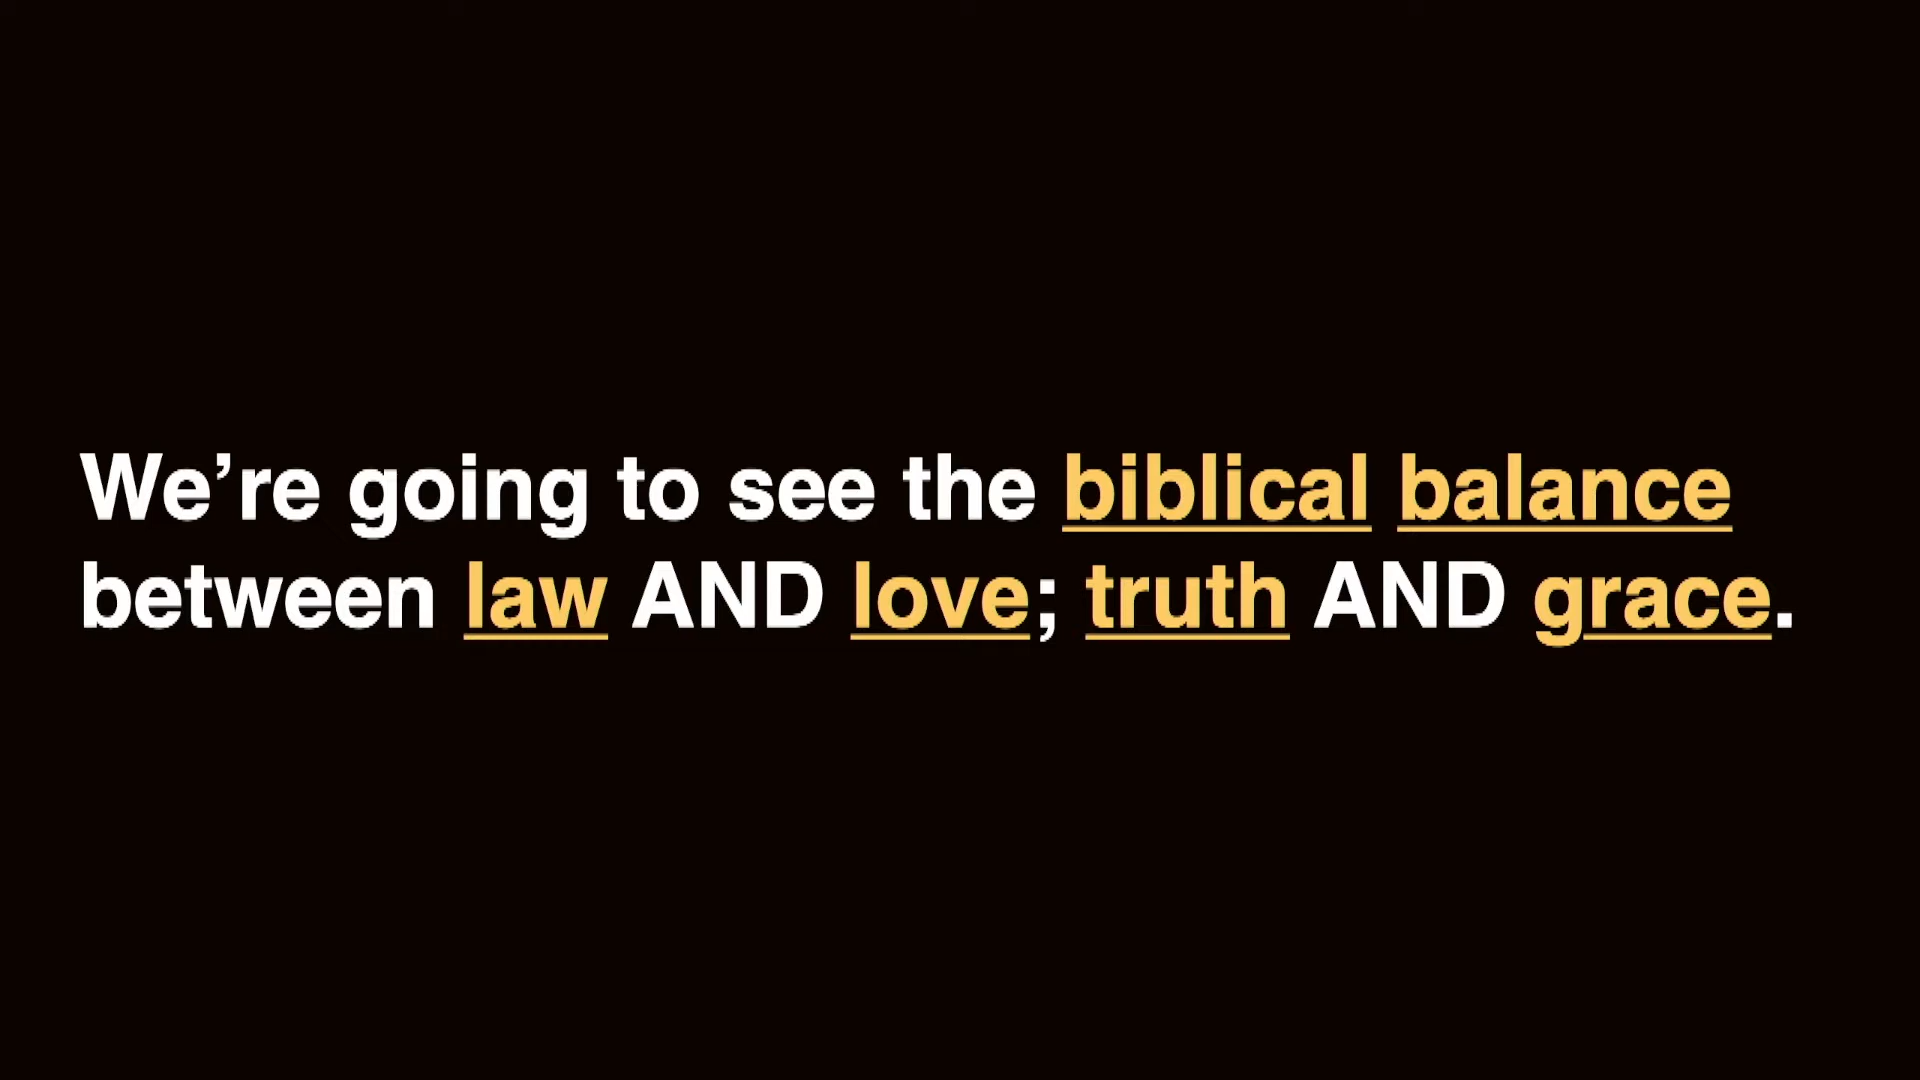 We’re going to see the biblical balance
between law AND love; truth AND grace.